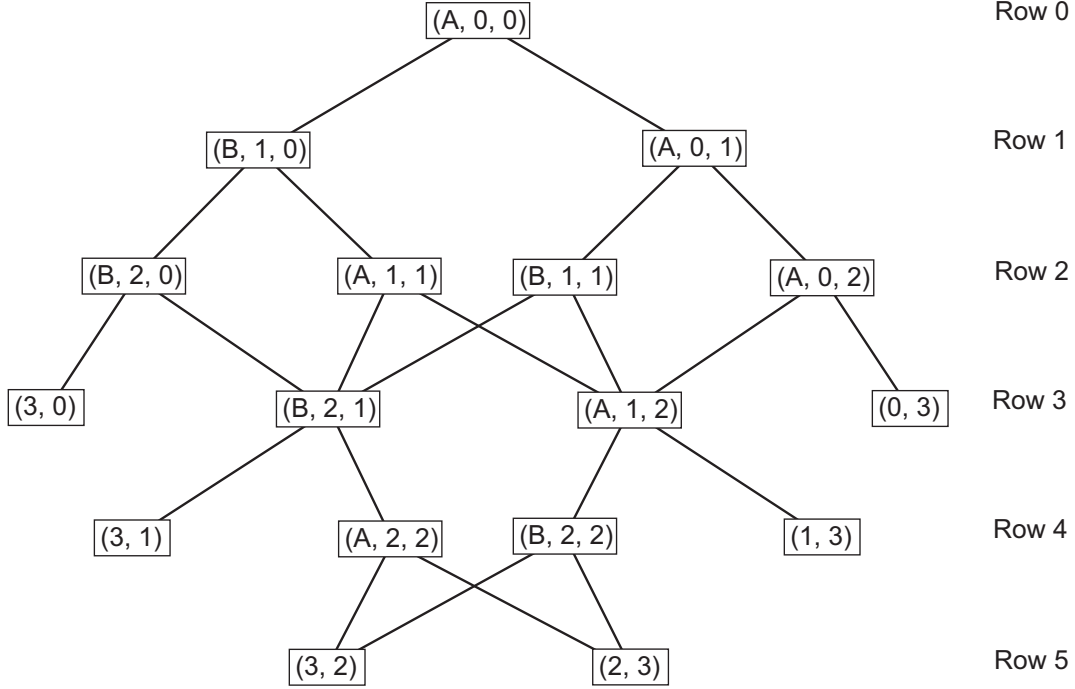 (A, 0, 0) Row 0
(B, 1, 0) (A, 0, 1) Row 1
(B, 2, 0) (A, 1, 1) (B, 1, 1) (A, 0, 2) Row 2
(3, 0) (B, 2, 1) (A, 1, 2) (0, 3) Row 3
(3, 1) (A, 2, 2) (B, 2, 2) (1, 3) Row 4
(3, 2) (2, 3) Row 5